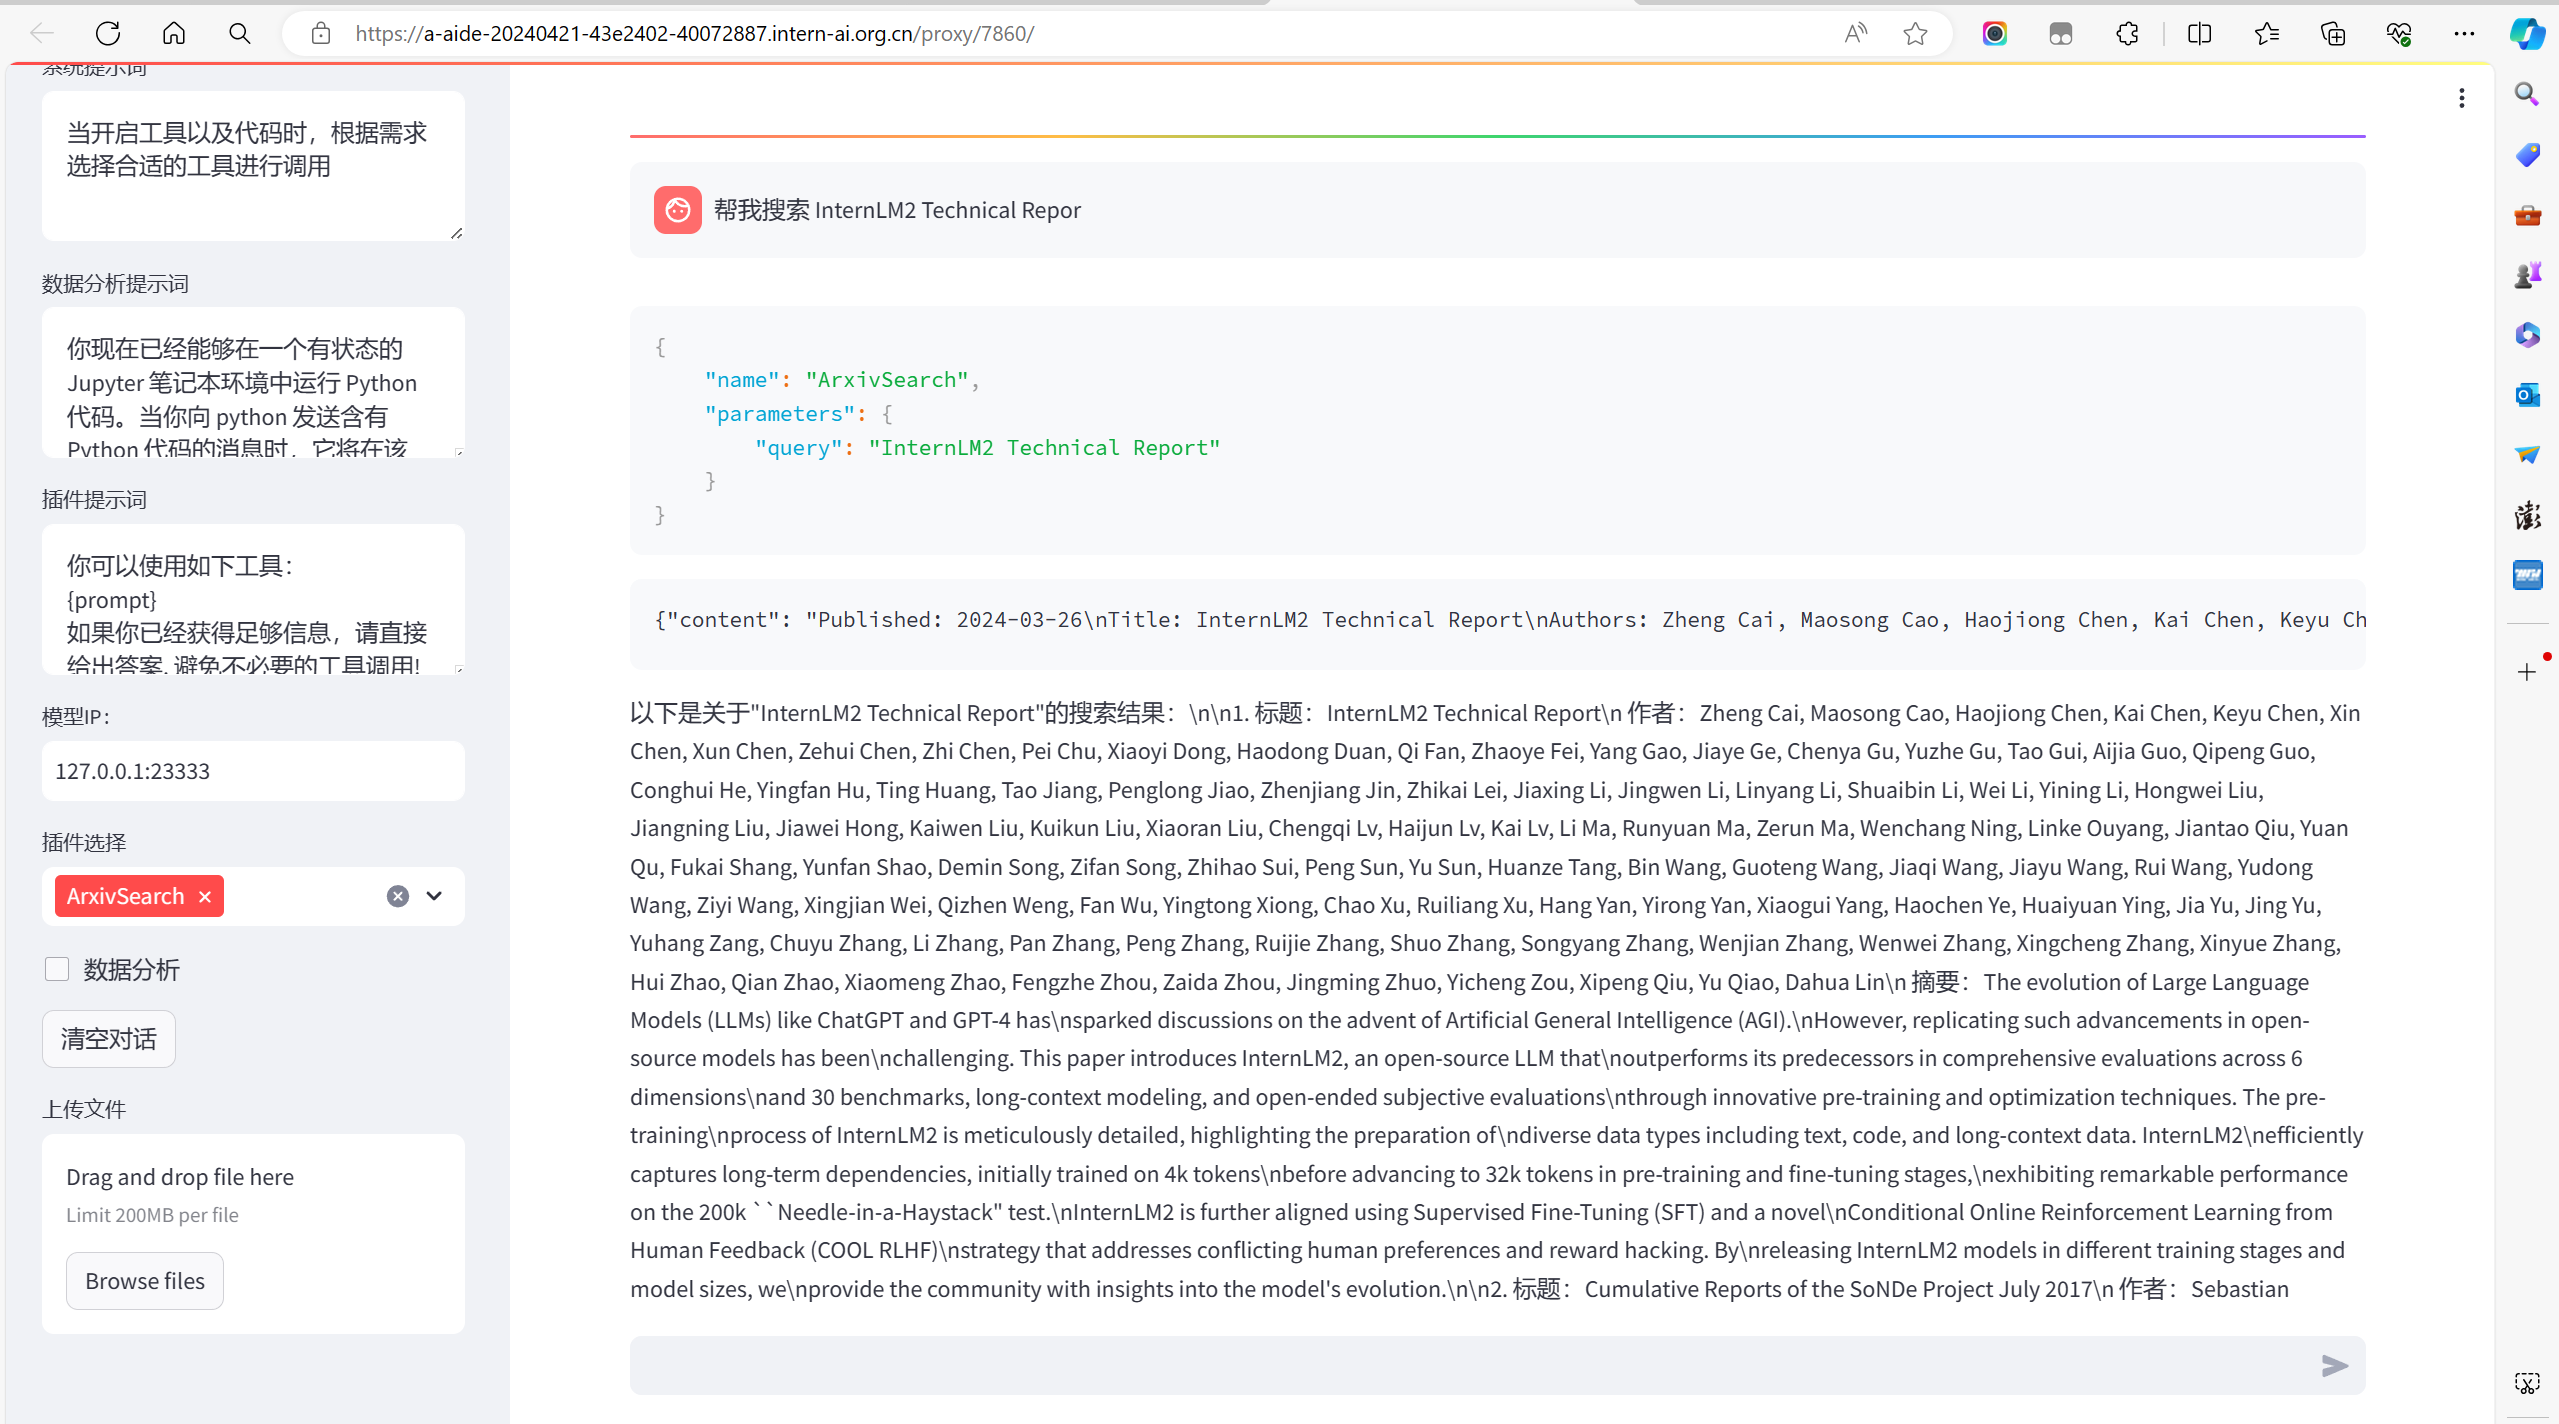 https://a-aide-20240421-43e2402-40072887.intern-ai.org.cn/proxy/7860/
系统提示词
当开启工具以及代码时，根据需求
选择合适的工具进行调用
数据分析提示词
你现在已经能够在一个有状态的
Jupyter 笔记本环境中运行 Python
代码。当你向 python 发送含有
Python 代码的消息时，它将在该
插件提示词
你可以使用如下工具：
{prompt}
如果你已经获得足够信息，请直接
给出答案. 避免不必要的工具调用!
模型IP：
127.0.0.1:23333
插件选择
ArxivSearch
数据分析
清空对话
上传文件
Drag and drop file here
Limit 200MB per file
Browse files
帮我搜索 InternLM2 Technical Repor
{
"name": "ArxivSearch",
"parameters": {
"query": "InternLM2 Technical Report"
}
}
{"content": "Published: 2024-03-26\nTitle: InternLM2 Technical Report\nAuthors: Zheng Cai, Maosong Cao, Haojiong Chen, Kai Chen, Keyu Ch
以下是关于"InternLM2 Technical Report"的搜索结果：\n\n1. 标题：InternLM2 Technical Report\n 作者：Zheng Cai, Maosong Cao, Haojiong Chen, Kai Chen, Keyu Chen, Xin
Chen, Xun Chen, Zehui Chen, Zhi Chen, Pei Chu, Xiaoyi Dong, Haodong Duan, Qi Fan, Zhaoye Fei, Yang Gao, Jiaye Ge, Chenya Gu, Yuzhe Gu, Tao Gui, Aijia Guo, Qipeng Guo,
Conghui He, Yingfan Hu, Ting Huang, Tao Jiang, Penglong Jiao, Zhenjiang Jin, Zhikai Lei, Jiaxing Li, Jingwen Li, Linyang Li, Shuaibin Li, Wei Li, Yining Li, Hongwei Liu,
Jiangning Liu, Jiawei Hong, Kaiwen Liu, Kuikun Liu, Xiaoran Liu, Chengqi Lv, Haijun Lv, Kai Lv, Li Ma, Runyuan Ma, Zerun Ma, Wenchang Ning, Linke Ouyang, Jiantao Qiu, Yuan
Qu, Fukai Shang, Yunfan Shao, Demin Song, Zifan Song, Zhihao Sui, Peng Sun, Yu Sun, Huanze Tang, Bin Wang, Guoteng Wang, Jiaqi Wang, Jiayu Wang, Rui Wang, Yudong
Wang, Ziyi Wang, Xingjian Wei, Qizhen Weng, Fan Wu, Yingtong Xiong, Chao Xu, Ruiliang Xu, Hang Yan, Yirong Yan, Xiaogui Yang, Haochen Ye, Huaiyuan Ying, Jia Yu, Jing Yu,
Yuhang Zang, Chuyu Zhang, Li Zhang, Pan Zhang, Peng Zhang, Ruijie Zhang, Shuo Zhang, Songyang Zhang, Wenjian Zhang, Wenwei Zhang, Xingcheng Zhang, Xinyue Zhang,
Hui Zhao, Qian Zhao, Xiaomeng Zhao, Fengzhe Zhou, Zaida Zhou, Jingming Zhuo, Yicheng Zou, Xipeng Qiu, Yu Qiao, Dahua Lin\n 摘要：The evolution of Large Language
Models (LLMs) like ChatGPT and GPT-4 has\nsparked discussions on the advent of Artificial General Intelligence (AGI).\nHowever, replicating such advancements in open-
source models has been\nchallenging. This paper introduces InternLM2, an open-source LLM that\noutperforms its predecessors in comprehensive evaluations across 6
dimensions\nand 30 benchmarks, long-context modeling, and open-ended subjective evaluations\nthrough innovative pre-training and optimization techniques. The pre-
training\nprocess of InternLM2 is meticulously detailed, highlighting the preparation of\ndiverse data types including text, code, and long-context data. InternLM2\nefficiently
captures long-term dependencies, initially trained on 4k tokens\nbefore advancing to 32k tokens in pre-training and fine-tuning stages,\nexhibiting remarkable performance
on the 200k ``Needle-in-a-Haystack" test.\nInternLM2 is further aligned using Supervised Fine-Tuning (SFT) and a novel\nConditional Online Reinforcement Learning from
Human Feedback (COOL RLHF)\nstrategy that addresses conflicting human preferences and reward hacking. By\nreleasing InternLM2 models in different training stages and
model sizes, we\nprovide the community with insights into the model's evolution.\n\n2. 标题：Cumulative Reports of the SoNDe Project July 2017\n 作者：Sebastian
澎